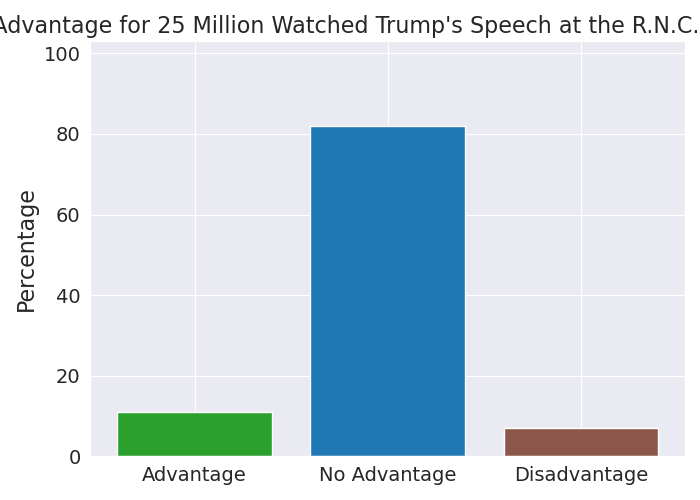 Advantage for 25 Million Watched Trump's Speech at the R.N.C.
100
80
60
40
20
0
Percentage
Advantage
No Advantage
Disadvantage